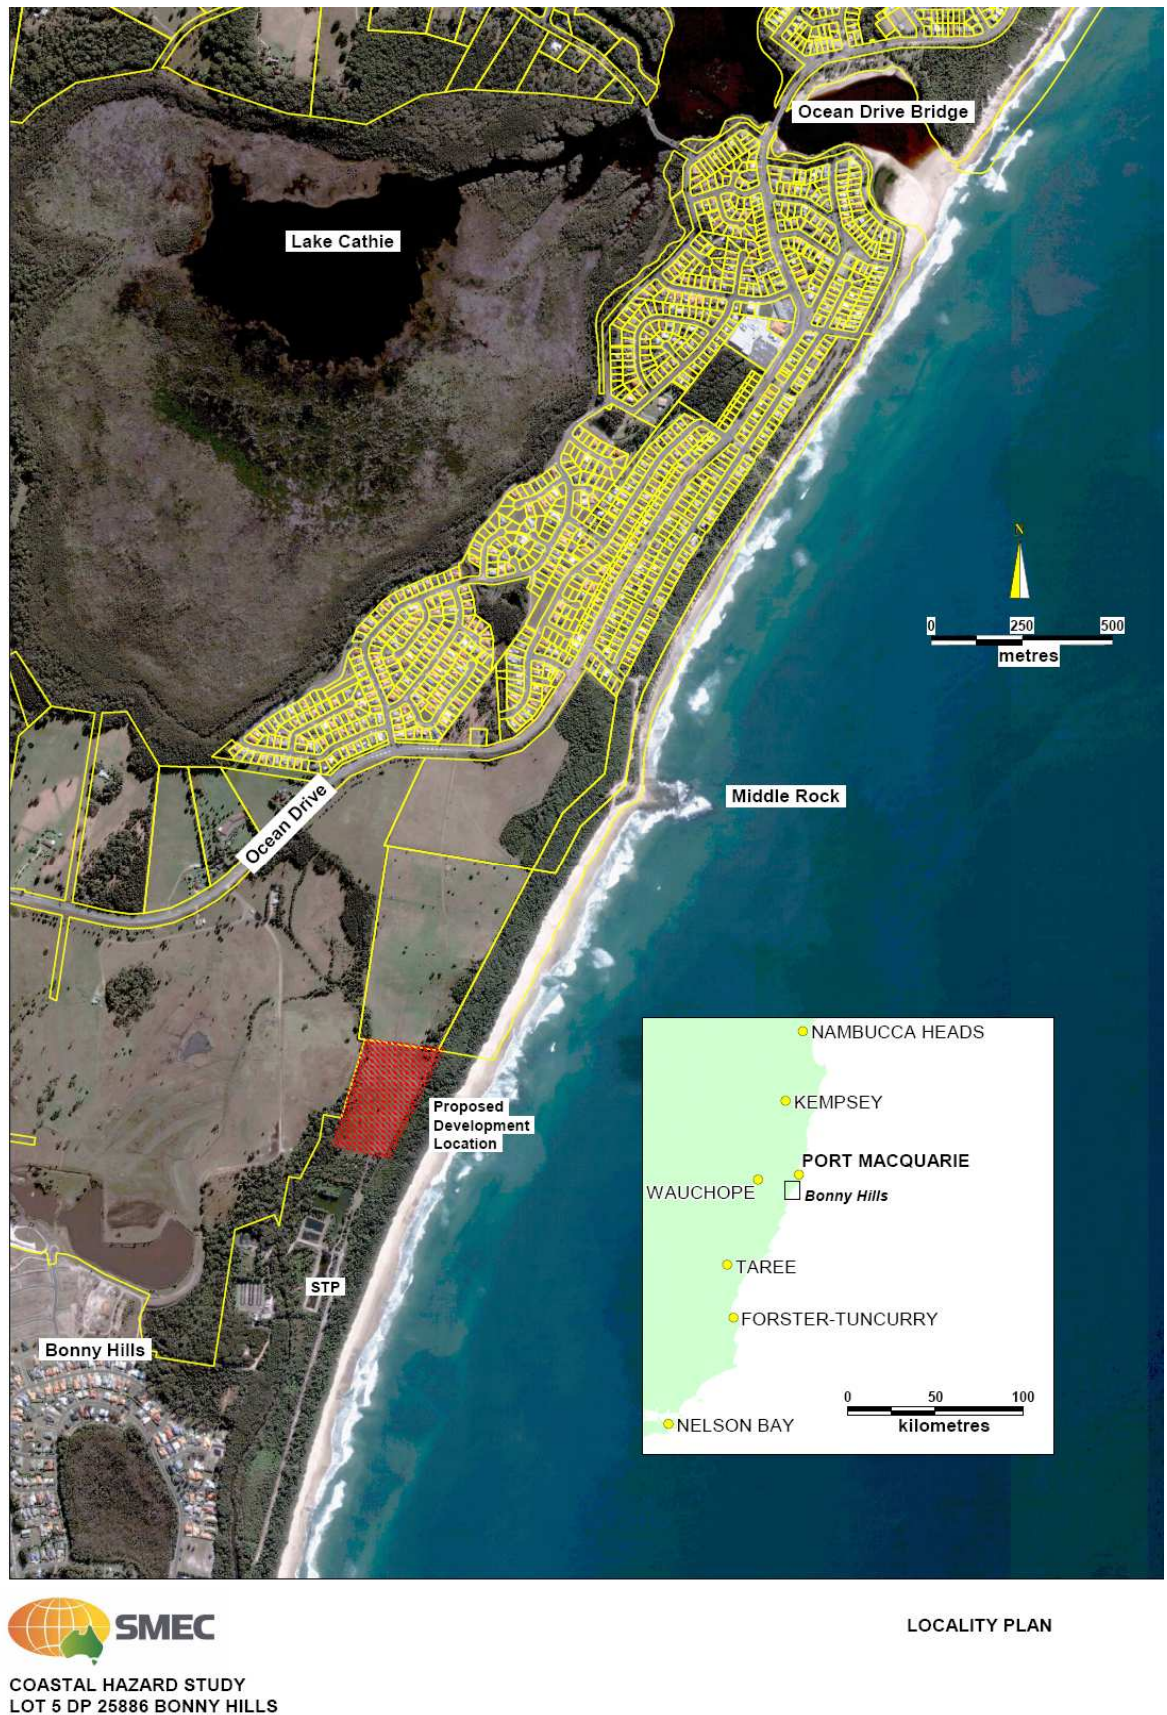 Ocean Drive Bridge
Lake Cathie
N
0 250 500
metres
Middle Rock
Ocean Drive
Proposed
Development
Location
STP
Bonny Hills
NAMBUCCA HEADS
KEMPSEY
PORT MACQUARIE
WAUCHOPE
Bonny Hills
TAREE
FORSTER-TUNCURRY
0 50 100
kilometres
NELSON BAY
SMEC
LOCALITY PLAN
COASTAL HAZARD STUDY
LOT 5 DP 25886 BONNY HILLS